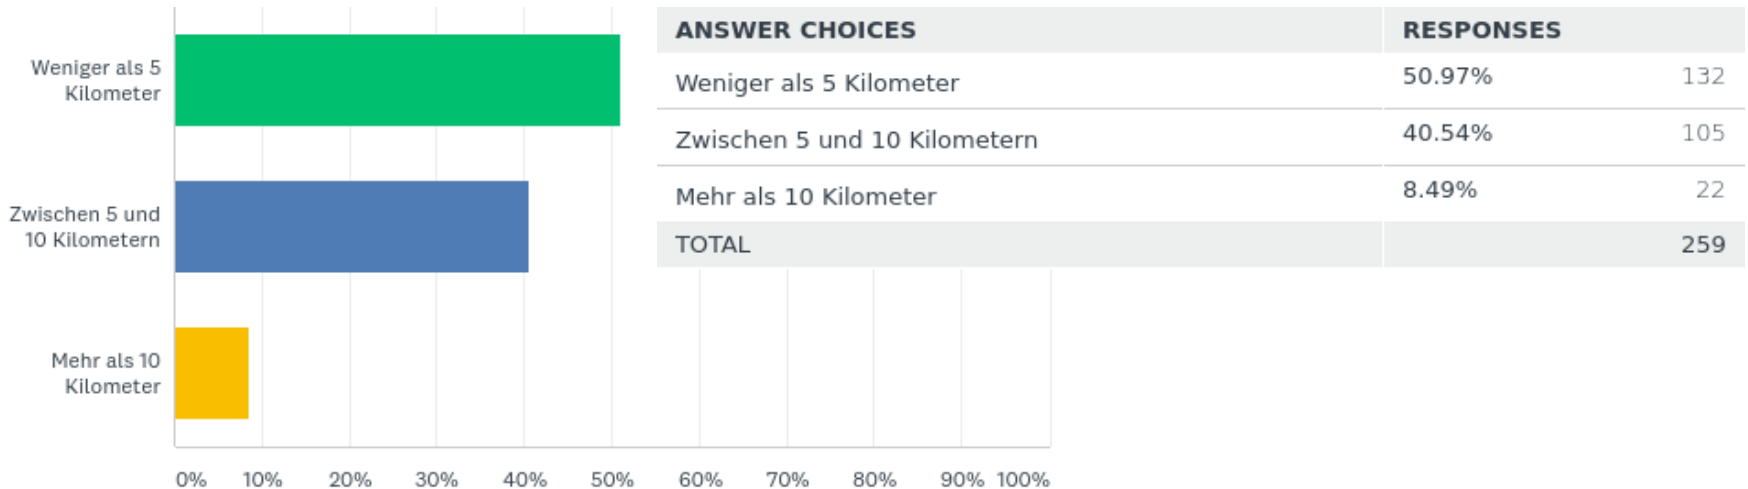 Weniger als 5
Kilometer
Zwischen 5 und
10 Kilometern
Mehr als 10
Kilometer
0% 10% 20% 30% 40% 50% 60% 70% 80% 90% 100%
ANSWER CHOICES RESPONSES
Weniger als 5 Kilometer 50.97% 132
Zwischen 5 und 10 Kilometern 40.54% 105
Mehr als 10 Kilometer 8.49% 22
TOTAL 259